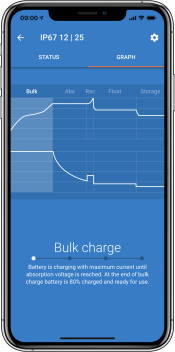 09:00
IP67 12 | 25
STATUS
GRAPH
Bulk Abs Rec Float Storage
Bulk charge
Battery is charging with maximum current until
absorption voltage is reached. At the end of bulk
charge battery is 80% charged and ready for use.